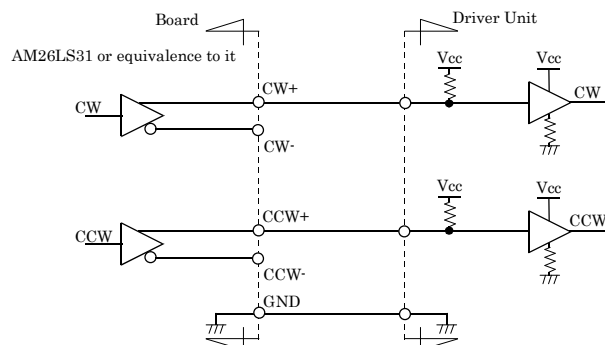 Board
Driver Unit
AM26LS31 or equivalence to it
Vcc
Vcc
CW
CW+
CW
CW-
Vcc
Vcc
CCW
CCW+
CCW
CCW-
GND